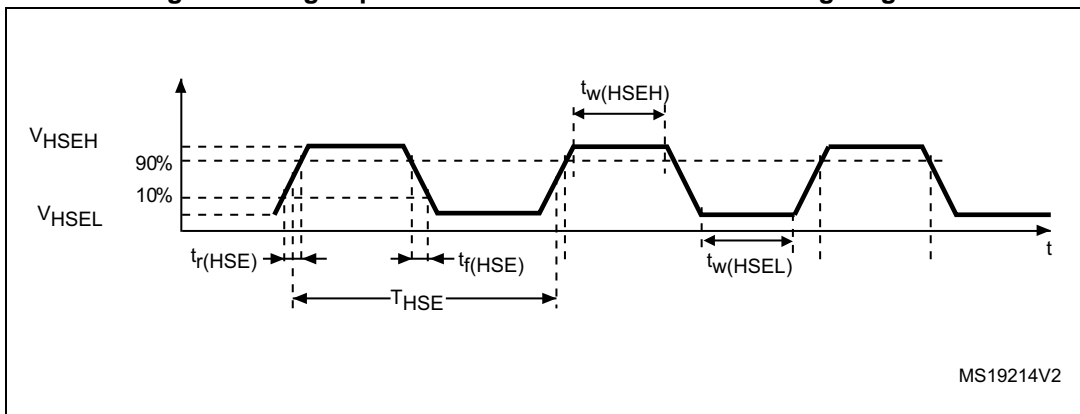 tw(HSEH)
VHSEH
90%
10%
VHSEL
tr(HSE)
tf(HSE)
tw(HSEL)
t
THSE
MS19214V2